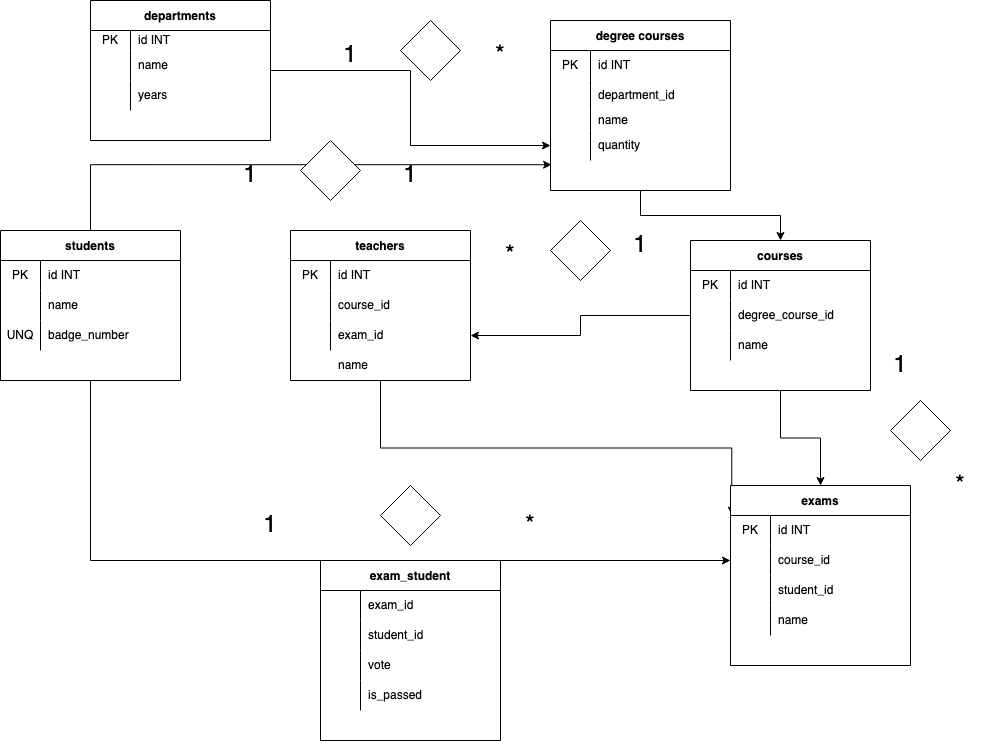 departments
PK id INT
name
years
1 *
degree courses
PK id INT
department_id
name
quantity
1 1
students
PK id INT
name
UNQ badge_number
teachers
PK id INT
course_id
exam_id
name
* 1
courses
PK id INT
degree_course_id
name
1
*
1 *
exam_student
exam_id
student_id
vote
is_passed
exams
PK id INT
course_id
student_id
name